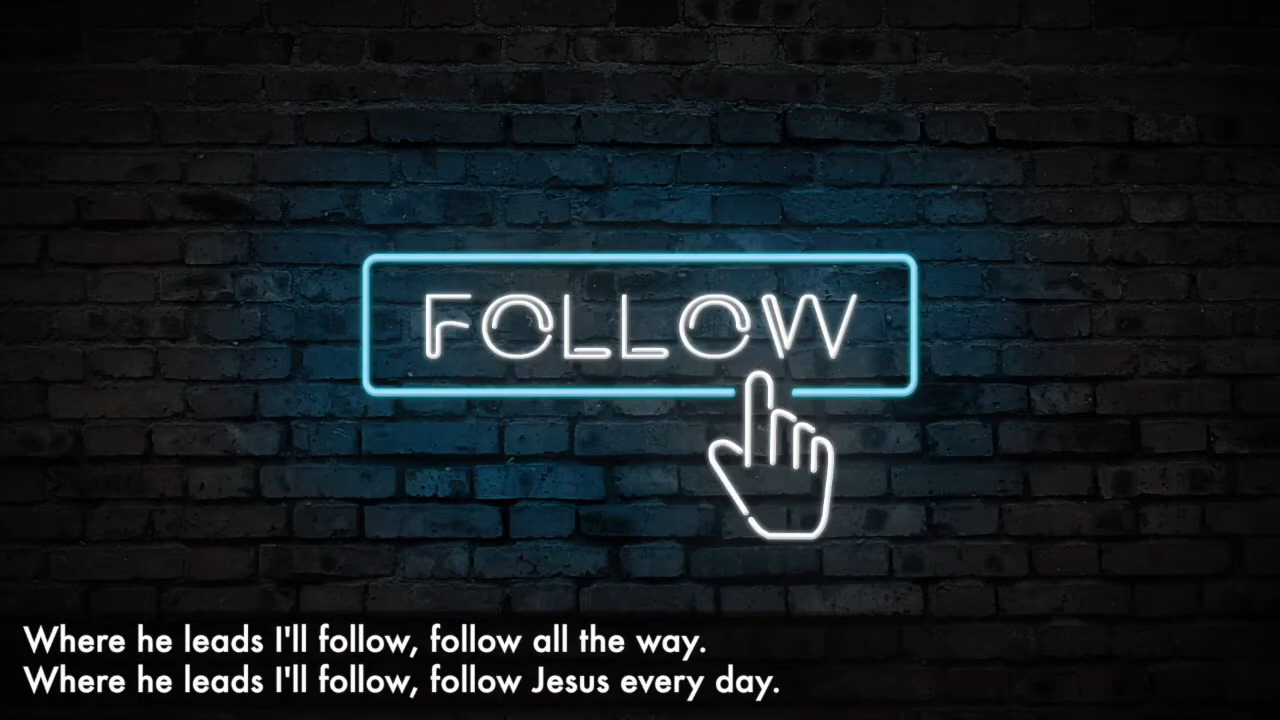 FOLLOW
Where he leads I'll follow, follow all the way.
Where he leads I'll follow, follow Jesus every day.